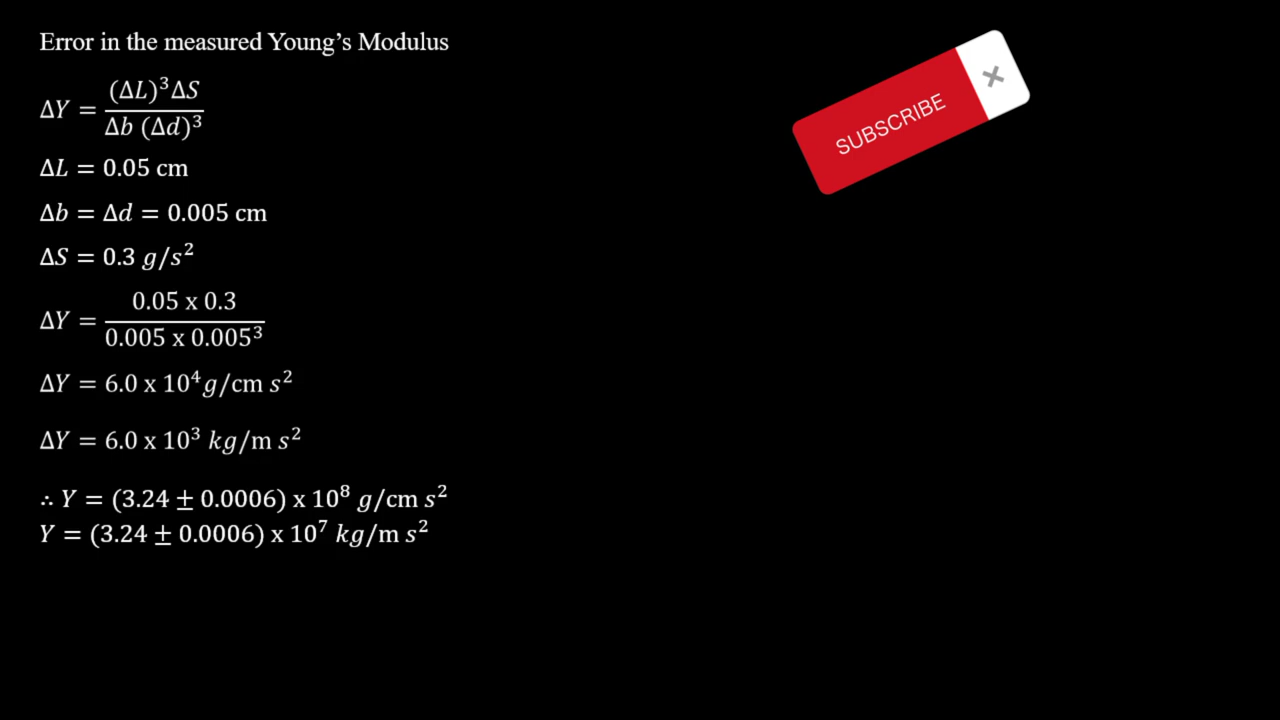 Error in the measured Young's Modulus
ΔY = (ΔL)³ΔS / Δb (Δd)³
ΔL = 0.05 cm
Δb = Δd = 0.005 cm
ΔS = 0.3 g/s²
ΔY = 0.05 x 0.3 / 0.005 x 0.005³
ΔY = 6.0 x 10⁴g/cm s²
ΔY = 6.0 x 10³ kg/m s²
∴ Y = (3.24 ± 0.0006) x 10⁸ g/cm s²
Y = (3.24 ± 0.0006) x 10⁷ kg/m s²
SUBSCRIBE